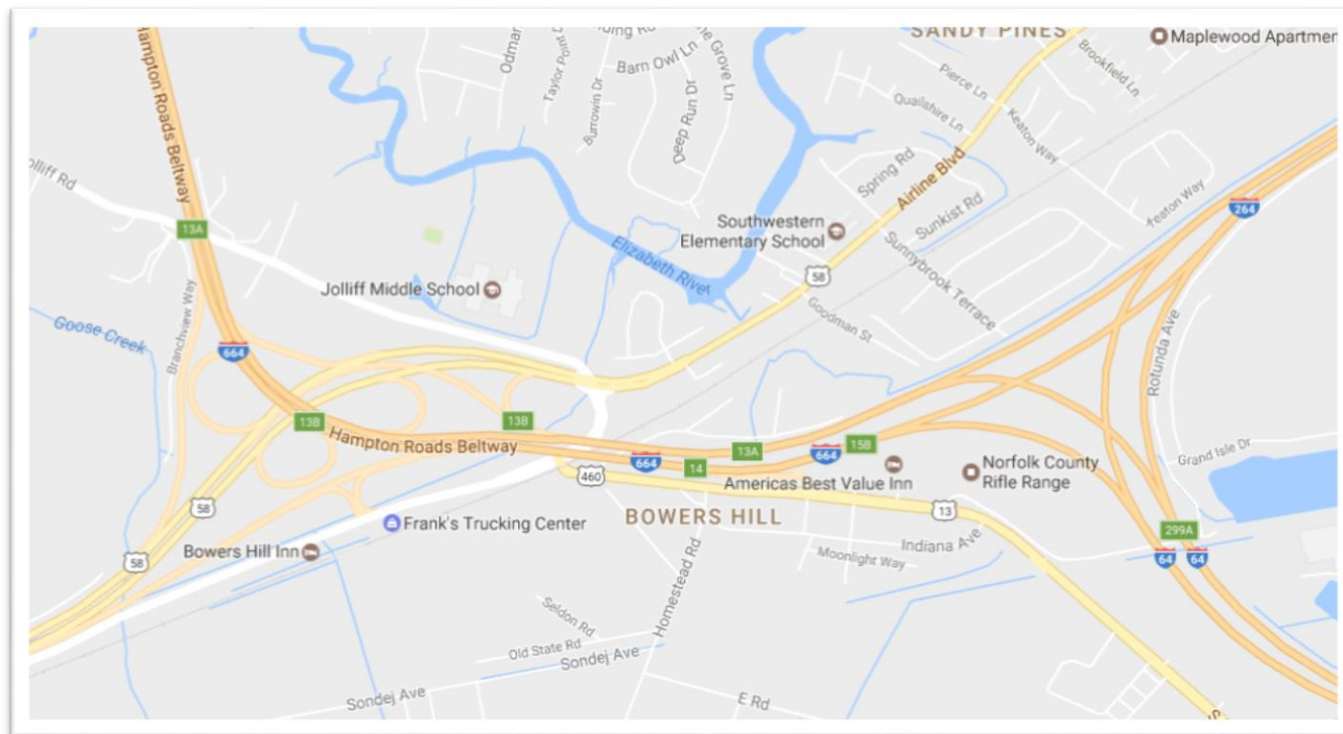 SANDY PINES
Maplewood Apartmen
Hampton Roads Beltway
Odmar
Taylor Point
Burrowin Dr
Barn Owl Ln
Deep Run Dr
Grove Ln
Pierce Ln
Brookfield Ln
Quailshire Ln
Keaton Way
Airline Blvd
Spring Rd
Sunkist Rd
Keaton Way
264
olliff Rd
13A
Southwestern
Elementary School
Elizabeth River
58
Sunnybrook Terrace
Jolliff Middle School
Goodman St
Goose Creek
Branchview Way
664
Rotunda Ave
13B
13B
Hampton Roads Beltway
664
13A
664
15B
14
460
Americas Best Value Inn
Norfolk County
Rifle Range
Grand Isle Dr
58
Frank's Trucking Center
BOWERS HILL
13
299A
Indiana Ave
Moonlight Way
Bowers Hill Inn
58
64
64
Homestead Rd
Seldon Rd
Old State Rd
Sondej Ave
Sondej Ave
E Rd